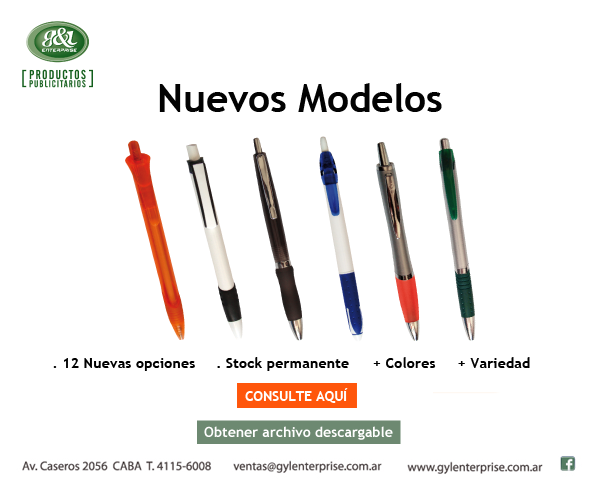 g&l
ENTERPRISE
[PRODUCTOS
PUBLICITARIOS]
Nuevos Modelos
. 12 Nuevas opciones . Stock permanente + Colores + Variedad
CONSULTE AQUÍ
Obtener archivo descargable
Av. Caseros 2056 CABA T. 4115-6008 ventas@gylenterprise.com.ar www.gylenterprise.com.ar f